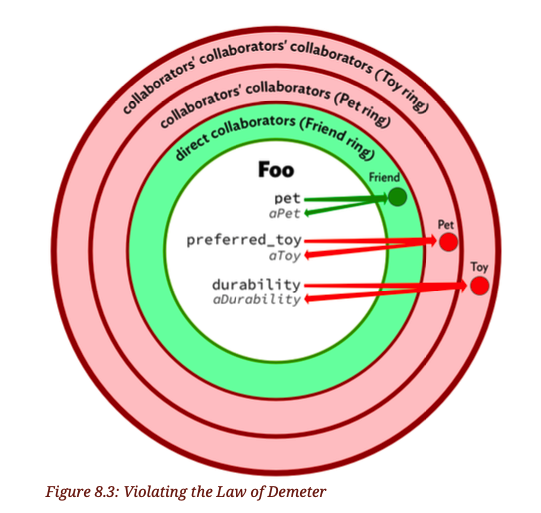 collaborators' collaborators' collaborators (Toy ring)
collaborators' collaborators (Pet ring)
direct collaborators (Friend ring)
Foo
Friend
pet
aPet
Pet
preferred_toy
aToy
Toy
durability
aDurability
Figure 8.3: Violating the Law of Demeter